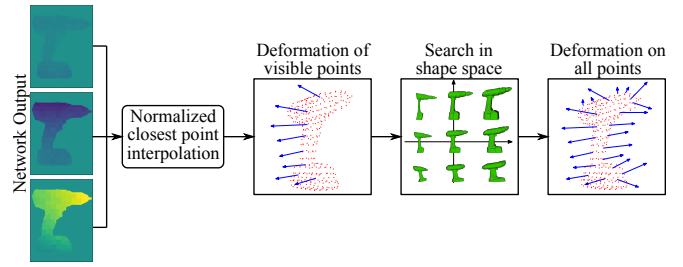 Network Output
Normalized
closest point
interpolation
Deformation of
visible points
Search in
shape space
Deformation on
all points